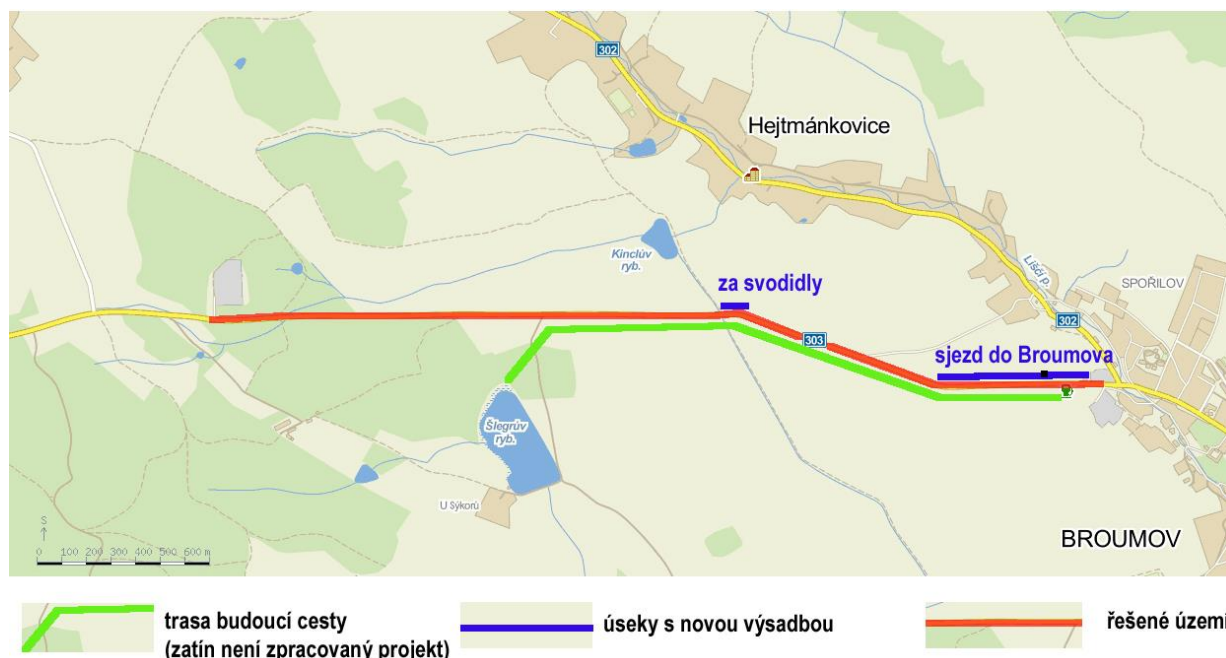 302
Hejtmánkovice
Kinclův
ryb.
Liščí p.
SPOŘILOV
za svodidly
302
303
sjezd do Broumova
Šlegrův
ryb.
U Sýkorů
BROUMOV
S
0 100 200 300 400 500 600 m
trasa budoucí cesty
(zatín není zpracovaný projekt)
úseky s novou výsadbou
řešené území